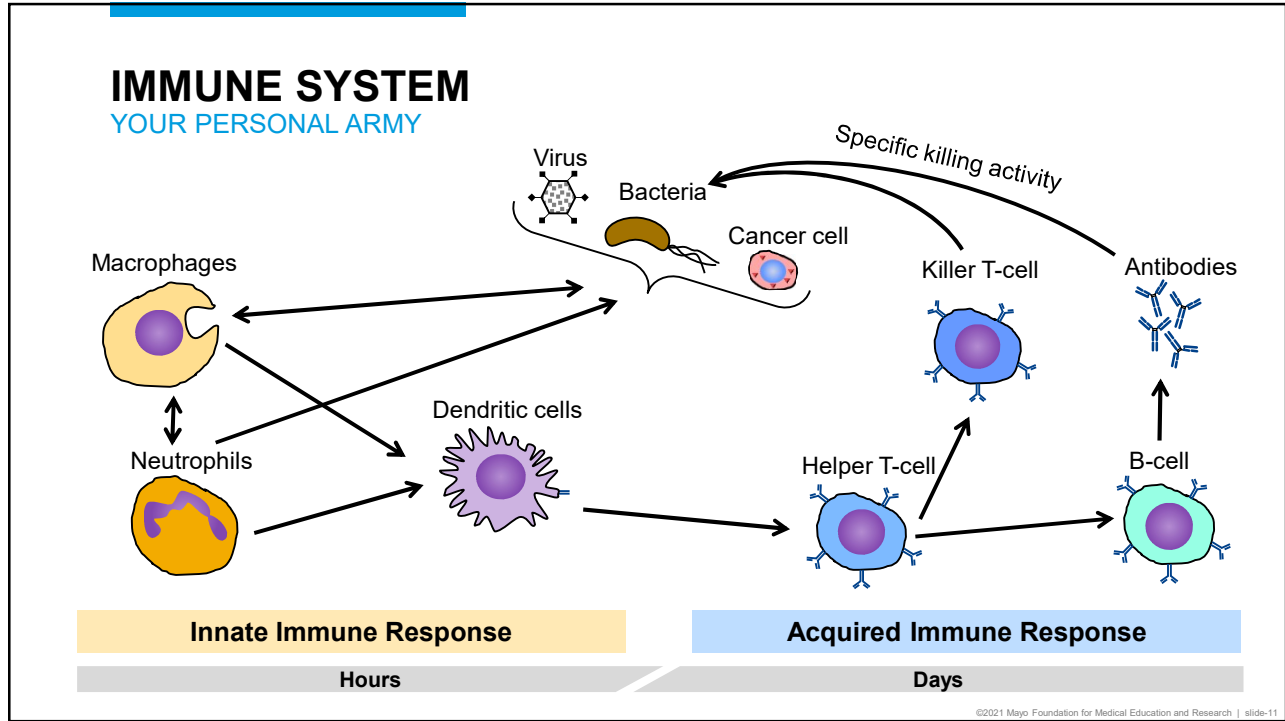 IMMUNE SYSTEM
YOUR PERSONAL ARMY
Virus
Bacteria
Cancer cell
Specific killing activity
Macrophages
Killer T-cell
Antibodies
Dendritic cells
Neutrophils
Helper T-cell
B-cell
Innate Immune Response
Acquired Immune Response
Hours
Days
©2021 Mayo Foundation for Medical Education and Research | slide-11